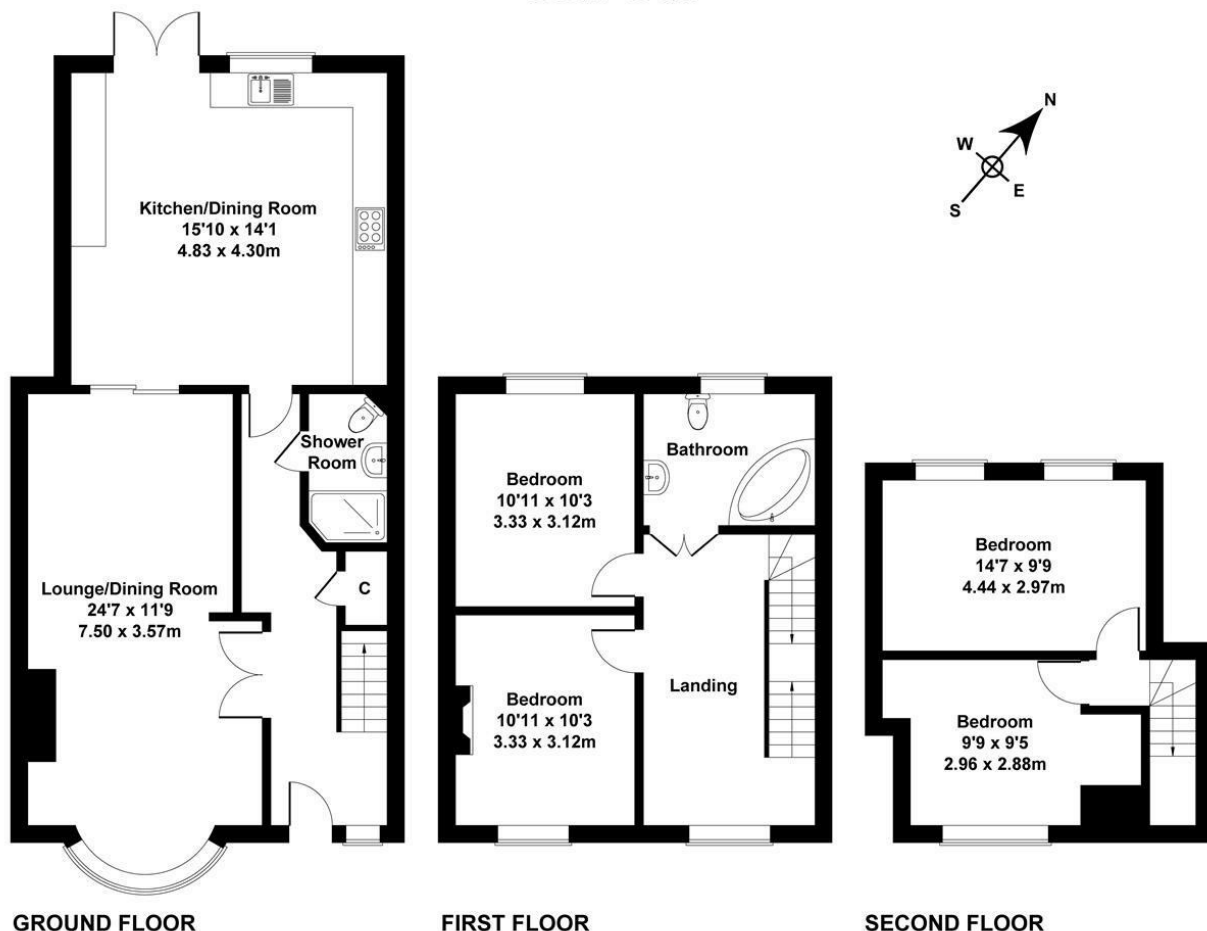 N
W
E
S
Kitchen/Dining Room
15'10 x 14'1
4.83 x 4.30m
Shower
Room
C
Lounge/Dining Room
24'7 x 11'9
7.50 x 3.57m
GROUND FLOOR
Bedroom
10'11 x 10'3
3.33 x 3.12m
Bathroom
Bedroom
10'11 x 10'3
3.33 x 3.12m
Landing
FIRST FLOOR
Bedroom
14'7 x 9'9
4.44 x 2.97m
Bedroom
9'9 x 9'5
2.96 x 2.88m
SECOND FLOOR